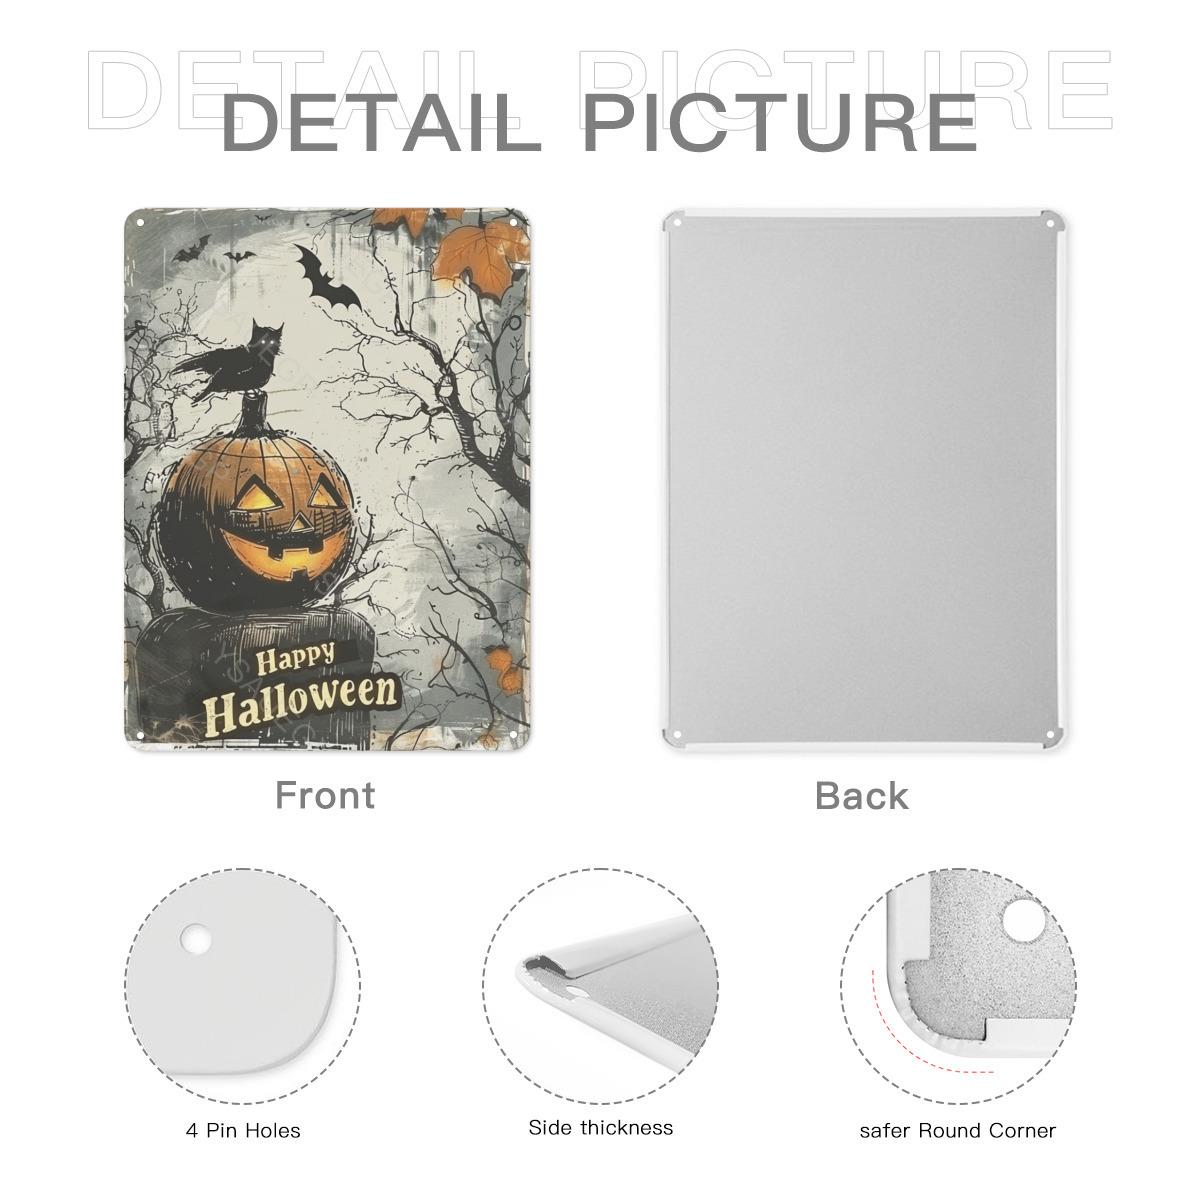 DETAIL PICTURE
DETAIL PICTURE
Happy
Halloween
Front
Back
4 Pin Holes
Side thickness
safer Round Corner